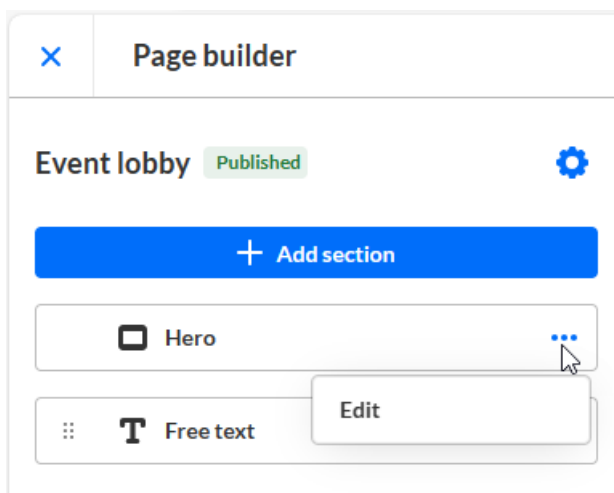 Page builder
Event lobby Published
Add section
Hero
Edit
Free text